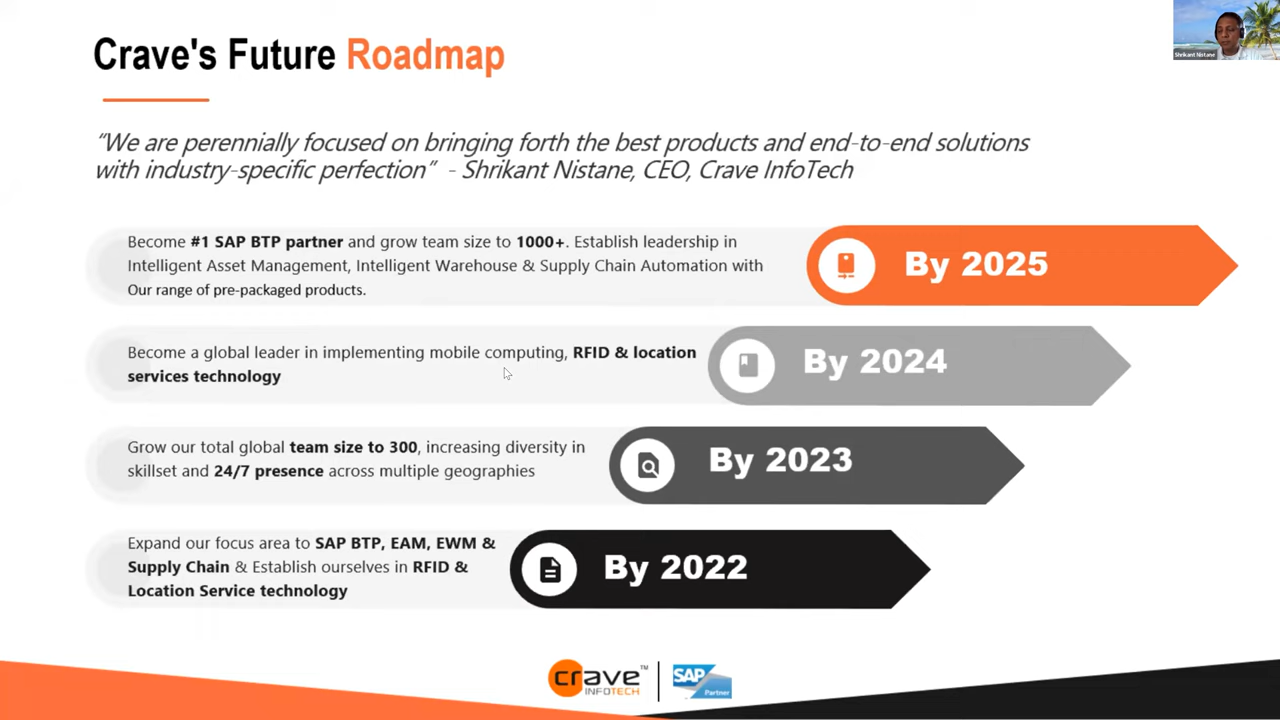 Crave's Future Roadmap
Shrikant Nistane
“We are perennially focused on bringing forth the best products and end-to-end solutions
with industry-specific perfection” - Shrikant Nistane, CEO, Crave InfoTech
Become #1 SAP BTP partner and grow team size to 1000+. Establish leadership in
Intelligent Asset Management, Intelligent Warehouse & Supply Chain Automation with
Our range of pre-packaged products.
By 2025
Become a global leader in implementing mobile computing, RFID & location
services technology
By 2024
Grow our total global team size to 300, increasing diversity in
skillset and 24/7 presence across multiple geographies
By 2023
Expand our focus area to SAP BTP, EAM, EWM &
Supply Chain & Establish ourselves in RFID &
Location Service technology
By 2022
crave™
INFOTECH
SAP
Partner